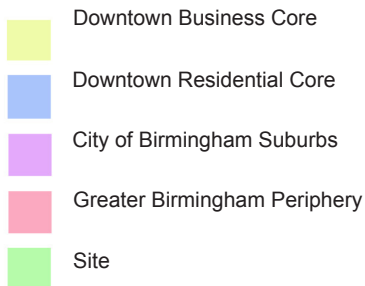 Downtown Business Core
Downtown Residential Core
City of Birmingham Suburbs
Greater Birmingham Periphery
Site